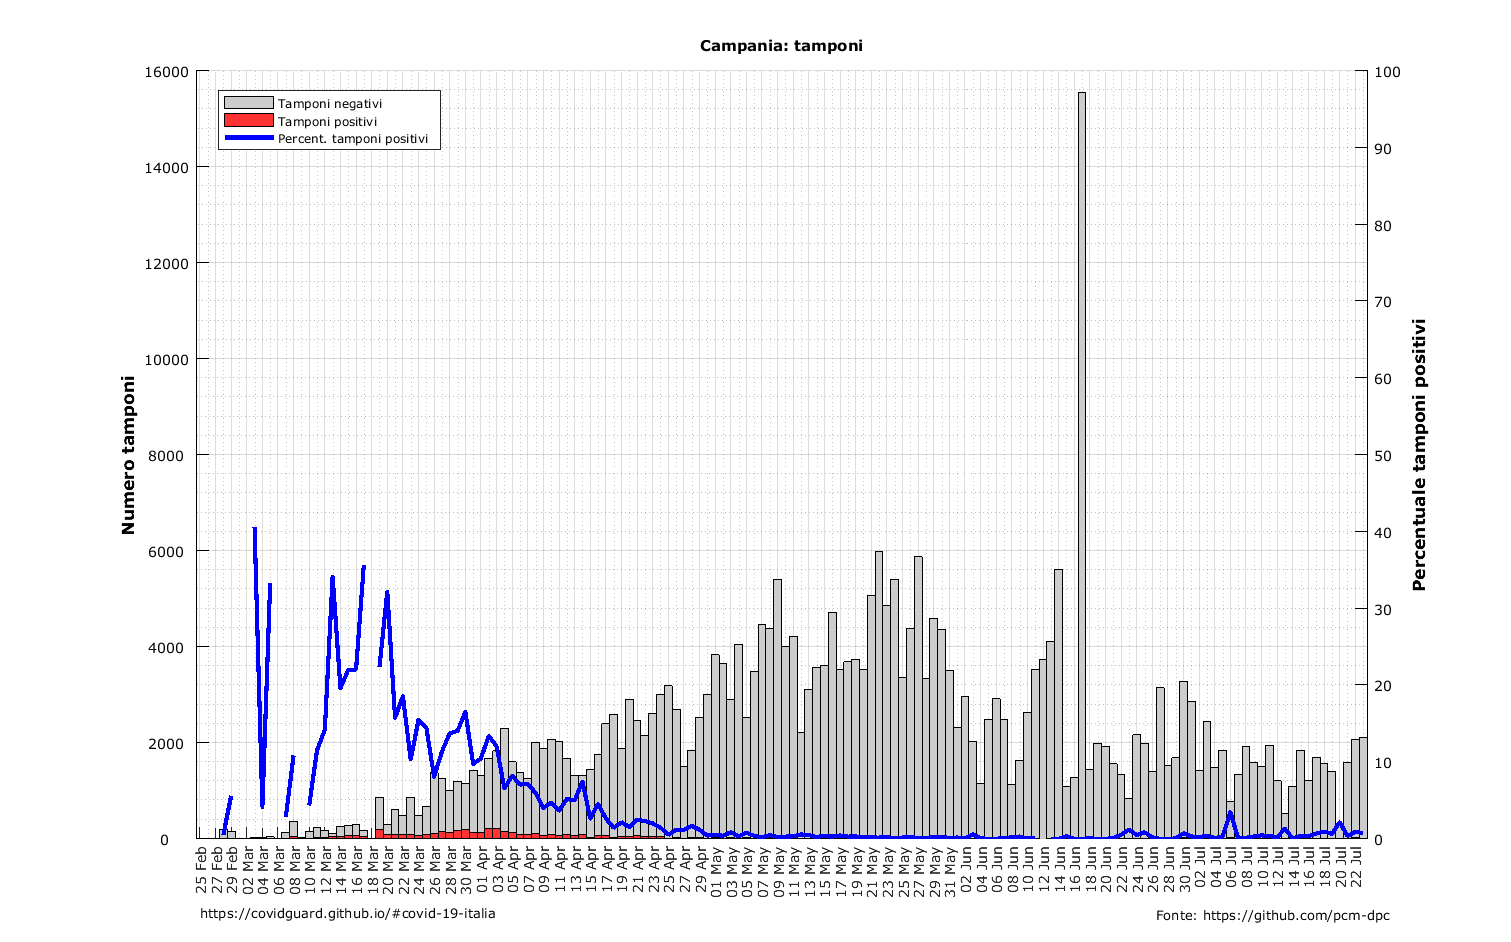 Campania: tamponi
16000
14000
12000
10000
8000
6000
4000
2000
0
Numero tamponi
Tamponi negativi
Tamponi positivi
Percent. tamponi positivi
100
90
80
70
60
50
40
30
20
10
0
Percentuale tamponi positivi
25 Feb
27 Feb
29 Feb
02 Mar
04 Mar
06 Mar
08 Mar
10 Mar
12 Mar
14 Mar
16 Mar
18 Mar
20 Mar
22 Mar
24 Mar
26 Mar
28 Mar
30 Mar
01 Apr
03 Apr
05 Apr
07 Apr
09 Apr
11 Apr
13 Apr
15 Apr
17 Apr
19 Apr
21 Apr
23 Apr
25 Apr
27 Apr
29 Apr
01 May
03 May
05 May
07 May
09 May
11 May
13 May
15 May
17 May
19 May
21 May
23 May
25 May
27 May
29 May
31 May
02 Jun
04 Jun
06 Jun
08 Jun
10 Jun
12 Jun
14 Jun
16 Jun
18 Jun
20 Jun
22 Jun
24 Jun
26 Jun
28 Jun
30 Jun
02 Jul
04 Jul
06 Jul
08 Jul
10 Jul
12 Jul
14 Jul
16 Jul
18 Jul
20 Jul
22 Jul
https://covidguard.github.io/#covid-19-italia
Fonte: https://github.com/pcm-dpc